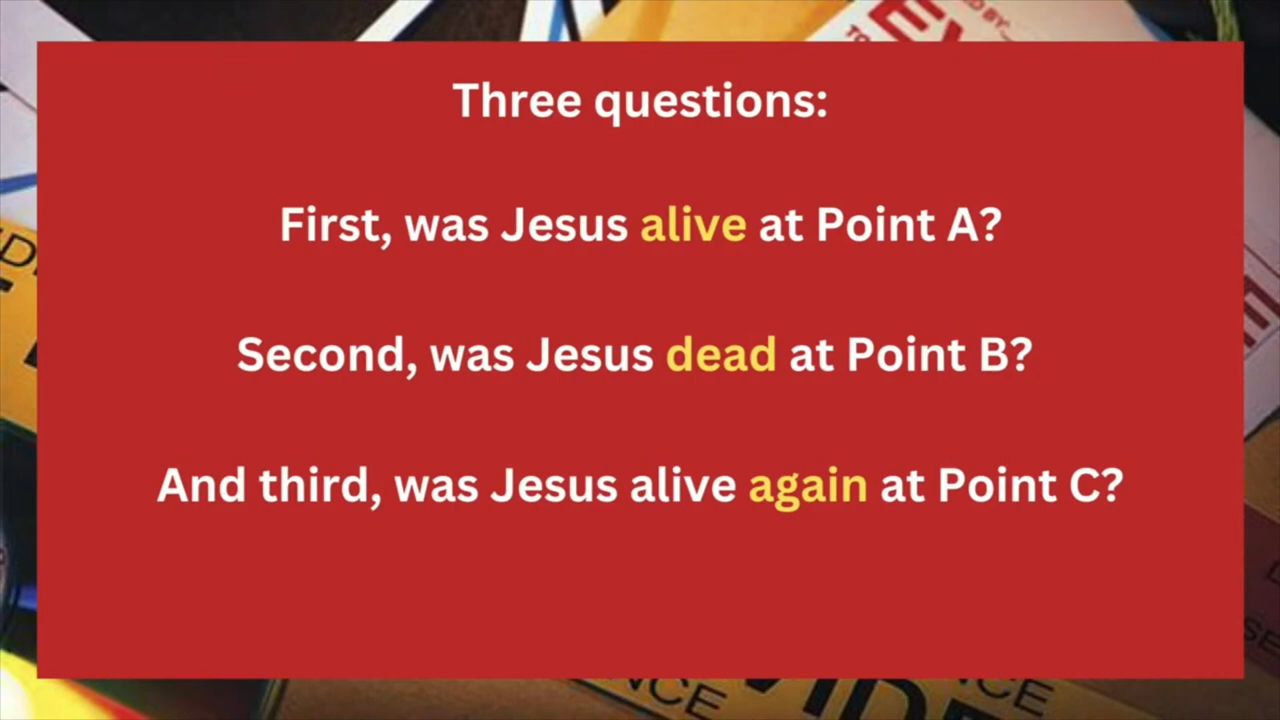 Three questions:
First, was Jesus alive at Point A?
Second, was Jesus dead at Point B?
And third, was Jesus alive again at Point C?